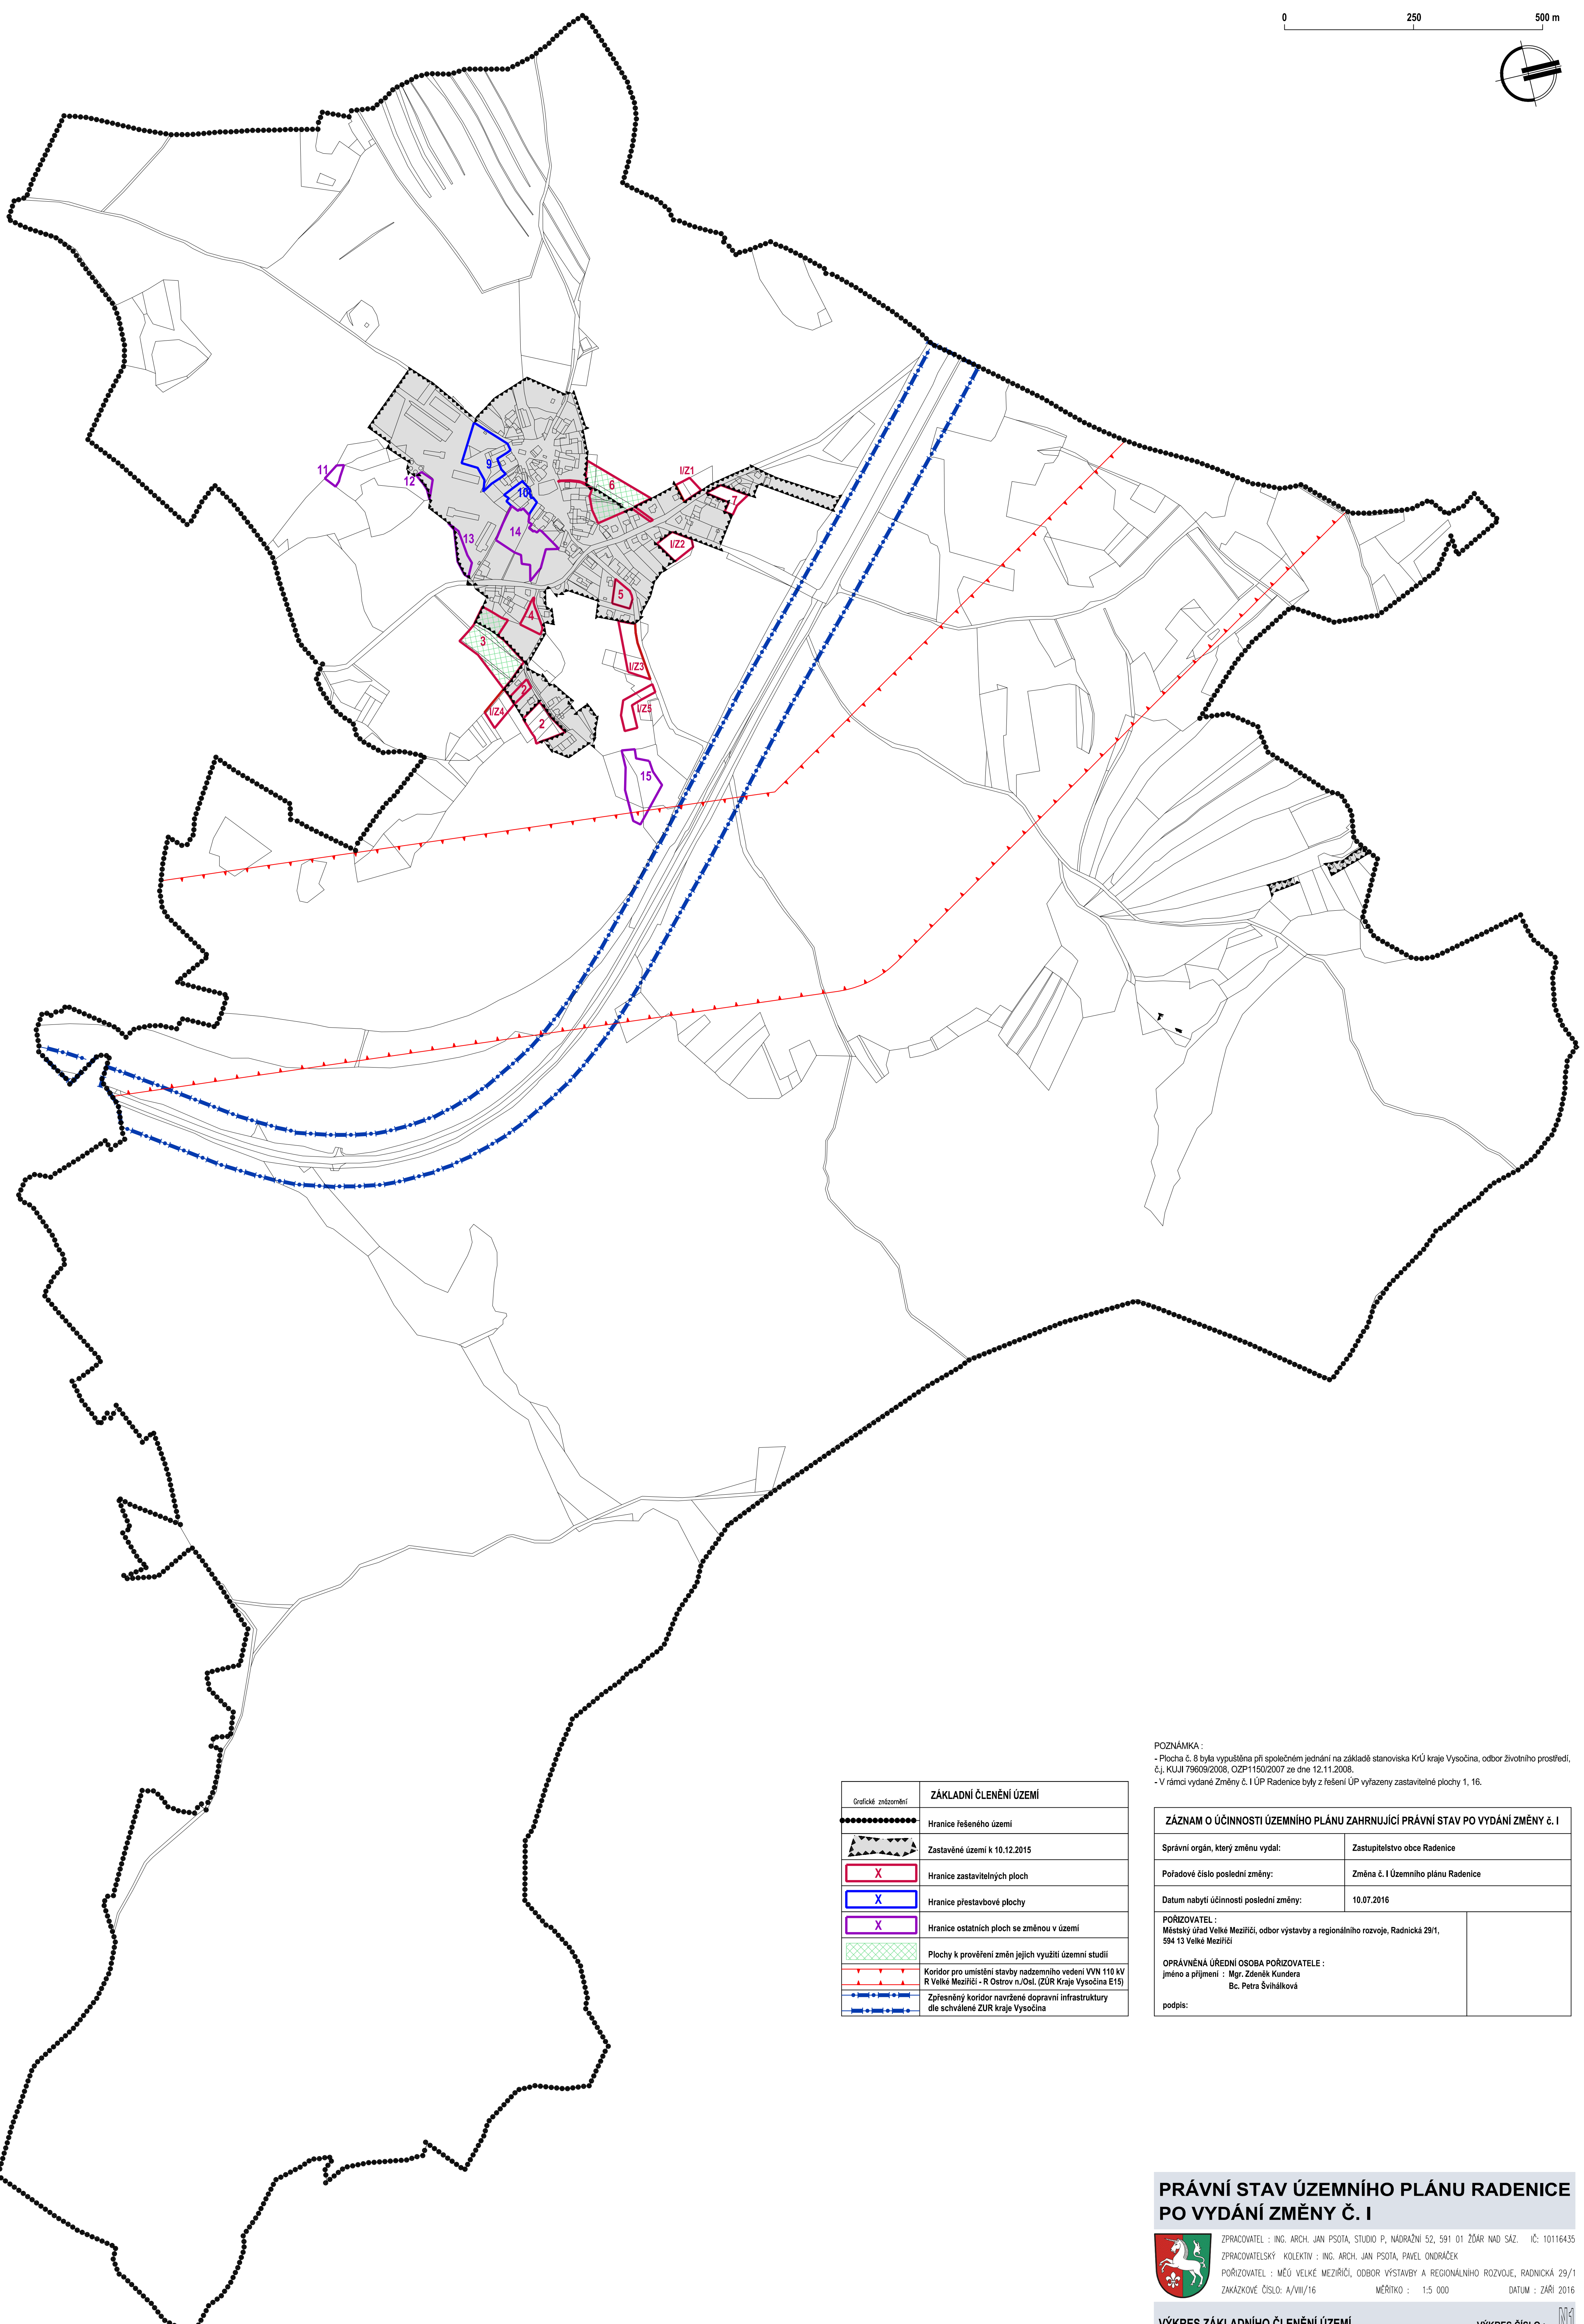 0 250 500 m
11
12
9
10
14
13
6
I/Z1
7
I/Z2
5
4
3
I/Z3
2
I/Z4
2
I/Z5
15
POZNÁMKA :
- Plocha č. 8 byla vypuštěna při společném jednání na základě stanoviska KrÚ kraje Vysočina, odbor životního prostředí,
č.j. KUJI 79609/2008, OZP1150/2007 ze dne 12.11.2008.
- V rámci vydané Změny č. I ÚP Radenice byly z řešení ÚP vyřazeny zastavitelné plochy 1, 16.
Grafické znázornění ZÁKLADNÍ ČLENĚNÍ ÚZEMÍ
Hranice řešeného území
Zastavěné území k 10.12.2015
X Hranice zastavitelných ploch
X Hranice přestavbové plochy
X Hranice ostatních ploch se změnou v území
Plochy k prověření změn jejich využití územní studií
Koridor pro umístění stavby nadzemního vedení VVN 110 kV
R Velké Meziříčí - R Ostrov n./Osl. (ZÚR Kraje Vysočina E15)
Zpřesněný koridor navržené dopravní infrastruktury
dle schválené ZUR kraje Vysočina
ZÁZNAM O ÚČINNOSTI ÚZEMNÍHO PLÁNU ZAHRNUJÍCÍ PRÁVNÍ STAV PO VYDÁNÍ ZMĚNY č. I
Správní orgán, který změnu vydal: Zastupitelstvo obce Radenice
Pořadové číslo poslední změny: Změna č. I Územního plánu Radenice
Datum nabytí účinnosti poslední změny: 10.07.2016
POŘIZOVATEL :
Městský úřad Velké Meziříčí, odbor výstavby a regionálního rozvoje, Radnická 29/1,
594 13 Velké Meziříčí
OPRÁVNĚNÁ ÚŘEDNÍ OSOBA POŘIZOVATELE :
jméno a příjmení : Mgr. Zdeněk Kundera
Bc. Petra Švihálková
podpis:
PRÁVNÍ STAV ÚZEMNÍHO PLÁNU RADENICE
PO VYDÁNÍ ZMĚNY Č. I
ZPRACOVATEL : ING. ARCH. JAN PSOTA, STUDIO P, NÁDRAŽNÍ 52, 591 01 ŽĎÁR NAD SÁZ. IČ: 10116435
ZPRACOVATELSKÝ KOLEKTIV : ING. ARCH. JAN PSOTA, PAVEL ONDRÁČEK
POŘIZOVATEL : MĚÚ VELKÉ MEZIŘÍČÍ, ODBOR VÝSTAVBY A REGIONÁLNÍHO ROZVOJE, RADNICKÁ 29/1
ZAKÁZKOVÉ ČÍSLO: A/VIII/16 MĚŘÍTKO : 1:5 000 DATUM : ZÁŘÍ 2016
VÝKRES ZÁKLADNÍHO ČLENĚNÍ ÚZEMÍ VÝKRES ČÍSLO : N1